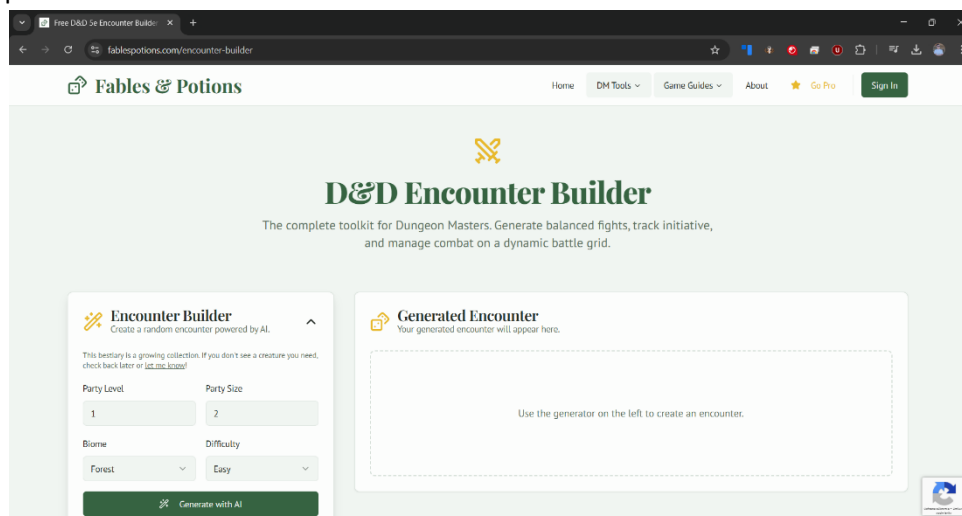 Free D&D 5e Encounter Builder
fablespotions.com/encounter-builder
Fables & Potions
Home
DM Tools
Game Guides
About
Go Pro
Sign In
D&D Encounter Builder
The complete toolkit for Dungeon Masters. Generate balanced fights, track initiative,
and manage combat on a dynamic battle grid.
Encounter Builder
Create a random encounter powered by AI.
This bestiary is a growing collection. If you don't see a creature you need,
check back later or let me know!
Party Level
Party Size
1
2
Biome
Difficulty
Forest
Easy
Generate with AI
Generated Encounter
Your generated encounter will appear here.
Use the generator on the left to create an encounter.